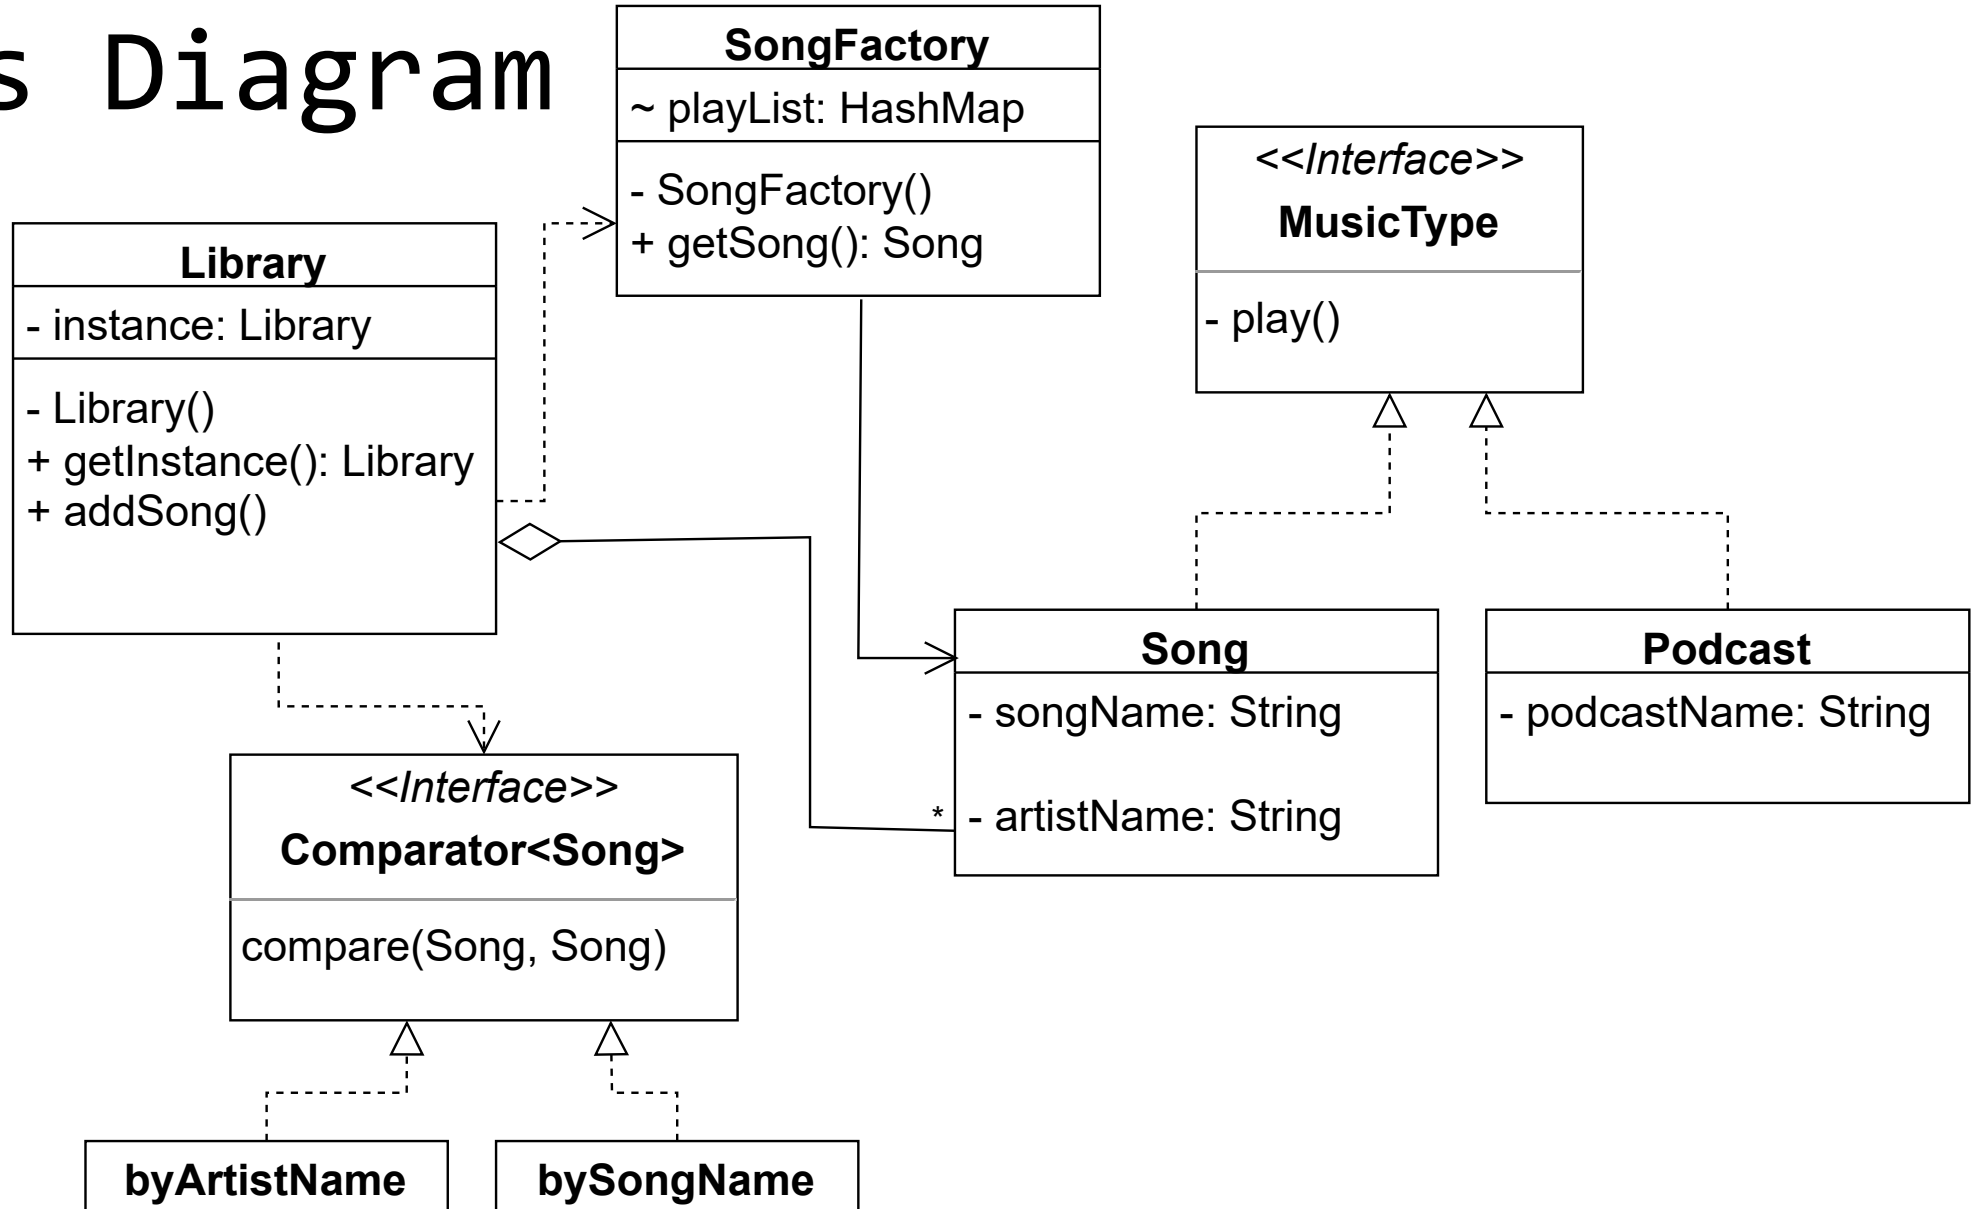 s Diagram
SongFactory
~ playList: HashMap
- SongFactory()
+ getSong(): Song
<<Interface>>
MusicType
- play()
Library
- instance: Library
- Library()
+ getInstance(): Library
+ addSong()
Song
- songName: String
* - artistName: String
Podcast
- podcastName: String
<<Interface>>
Comparator<Song>
compare(Song, Song)
byArtistName
bySongName